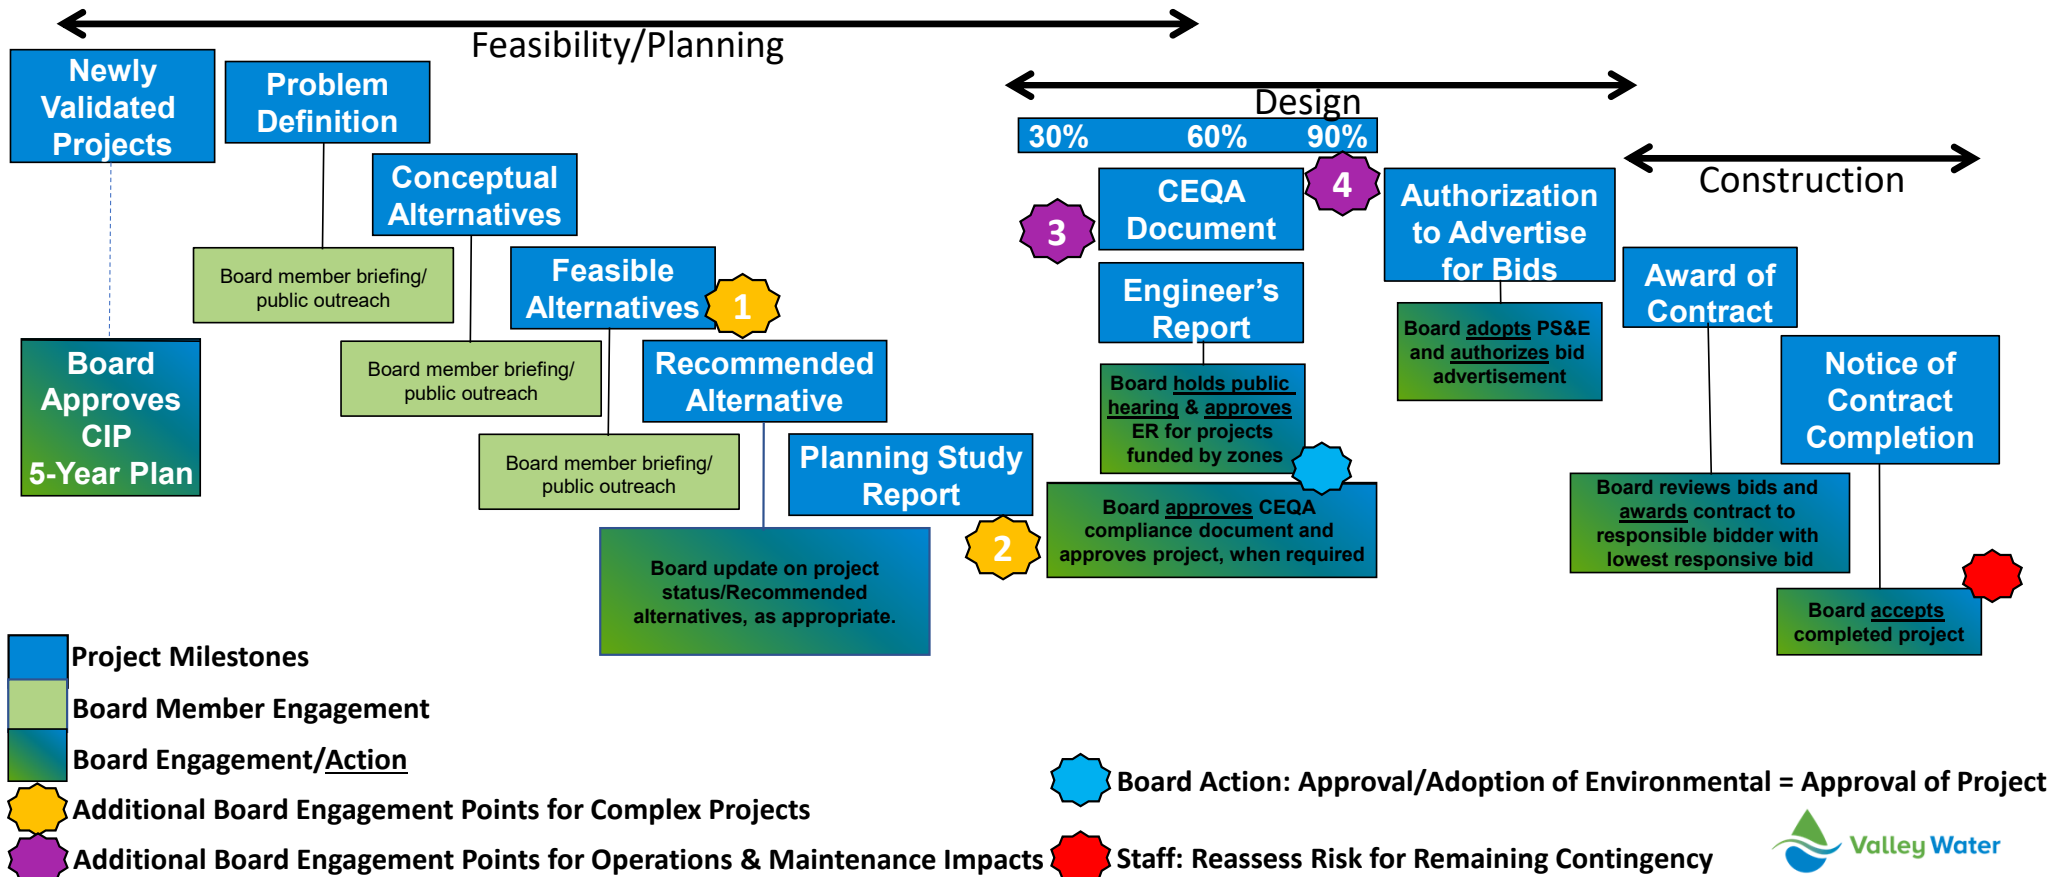 Feasibility/Planning
Newly
Validated
Projects
Board
Approves
CIP
5-Year Plan
Problem
Definition
Board member briefing/
public outreach
Conceptual
Alternatives
Board member briefing/
public outreach
Feasible
Alternatives
1
Board member briefing/
public outreach
Recommended
Alternative
Board update on project
status/Recommended
alternatives, as appropriate.
Planning Study
Report
2
Design
30% 60% 90%
3
CEQA
Document
4
Engineer's
Report
Board holds public
hearing & approves
ER for projects
funded by zones
Board approves CEQA
compliance document and
approves project, when required
Authorization
to Advertise
for Bids
Board adopts PS&E
and authorizes bid
advertisement
Construction
Award of
Contract
Board reviews bids and
awards contract to
responsible bidder with
lowest responsive bid
Notice of
Contract
Completion
Board accepts
completed project
Project Milestones
Board Member Engagement
Board Engagement/Action
Additional Board Engagement Points for Complex Projects
Additional Board Engagement Points for Operations & Maintenance Impacts
Board Action: Approval/Adoption of Environmental = Approval of Project
Staff: Reassess Risk for Remaining Contingency
Valley Water